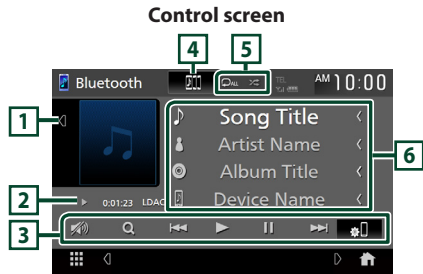 Control screen
4 5
Bluetooth ALL TEL AM 10:00
1
Song Title
Artist Name
Album Title
6
2
0:01:23 LDAC Device Name
3